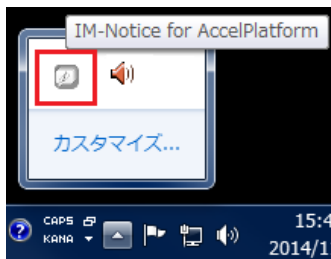 IM-Notice for AccelPlatform
カスタマイズ...
CAPS
KANA
15:4
2014/1